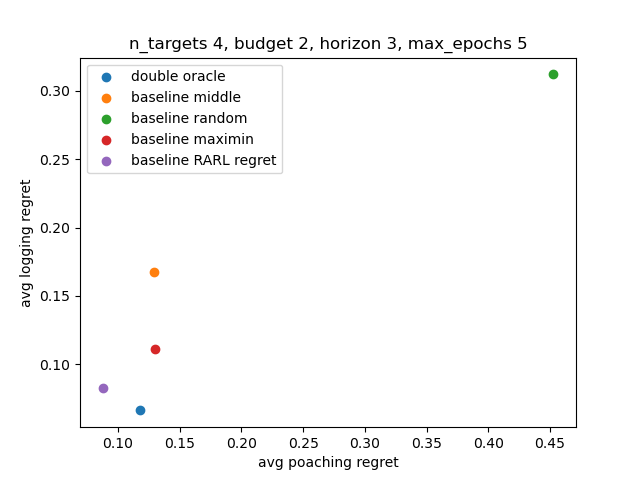 n_targets 4, budget 2, horizon 3, max_epochs 5
double oracle
baseline middle
baseline random
baseline maximin
baseline RARL regret
avg logging regret
0.30
0.25
0.20
0.15
0.10
0.10 0.15 0.20 0.25 0.30 0.35 0.40 0.45
avg poaching regret